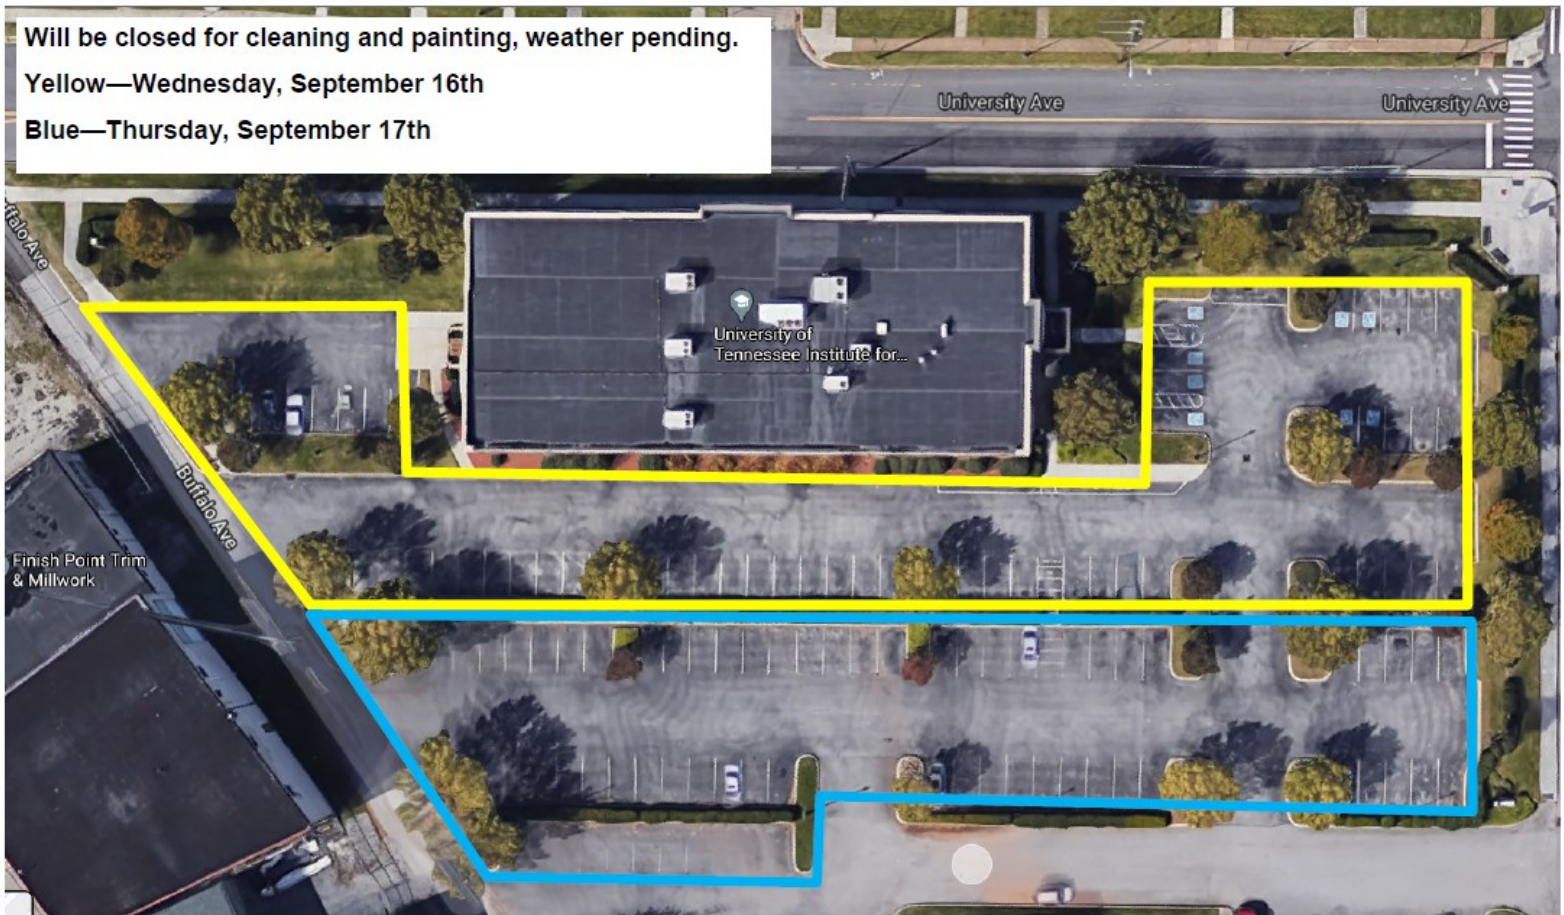 Will be closed for cleaning and painting, weather pending.
Yellow—Wednesday, September 16th
Blue—Thursday, September 17th
University Ave
University Ave
Buffalo Ave
University of
Tennessee Institute for...
Buffalo Ave
Finish Point Trim
& Millwork